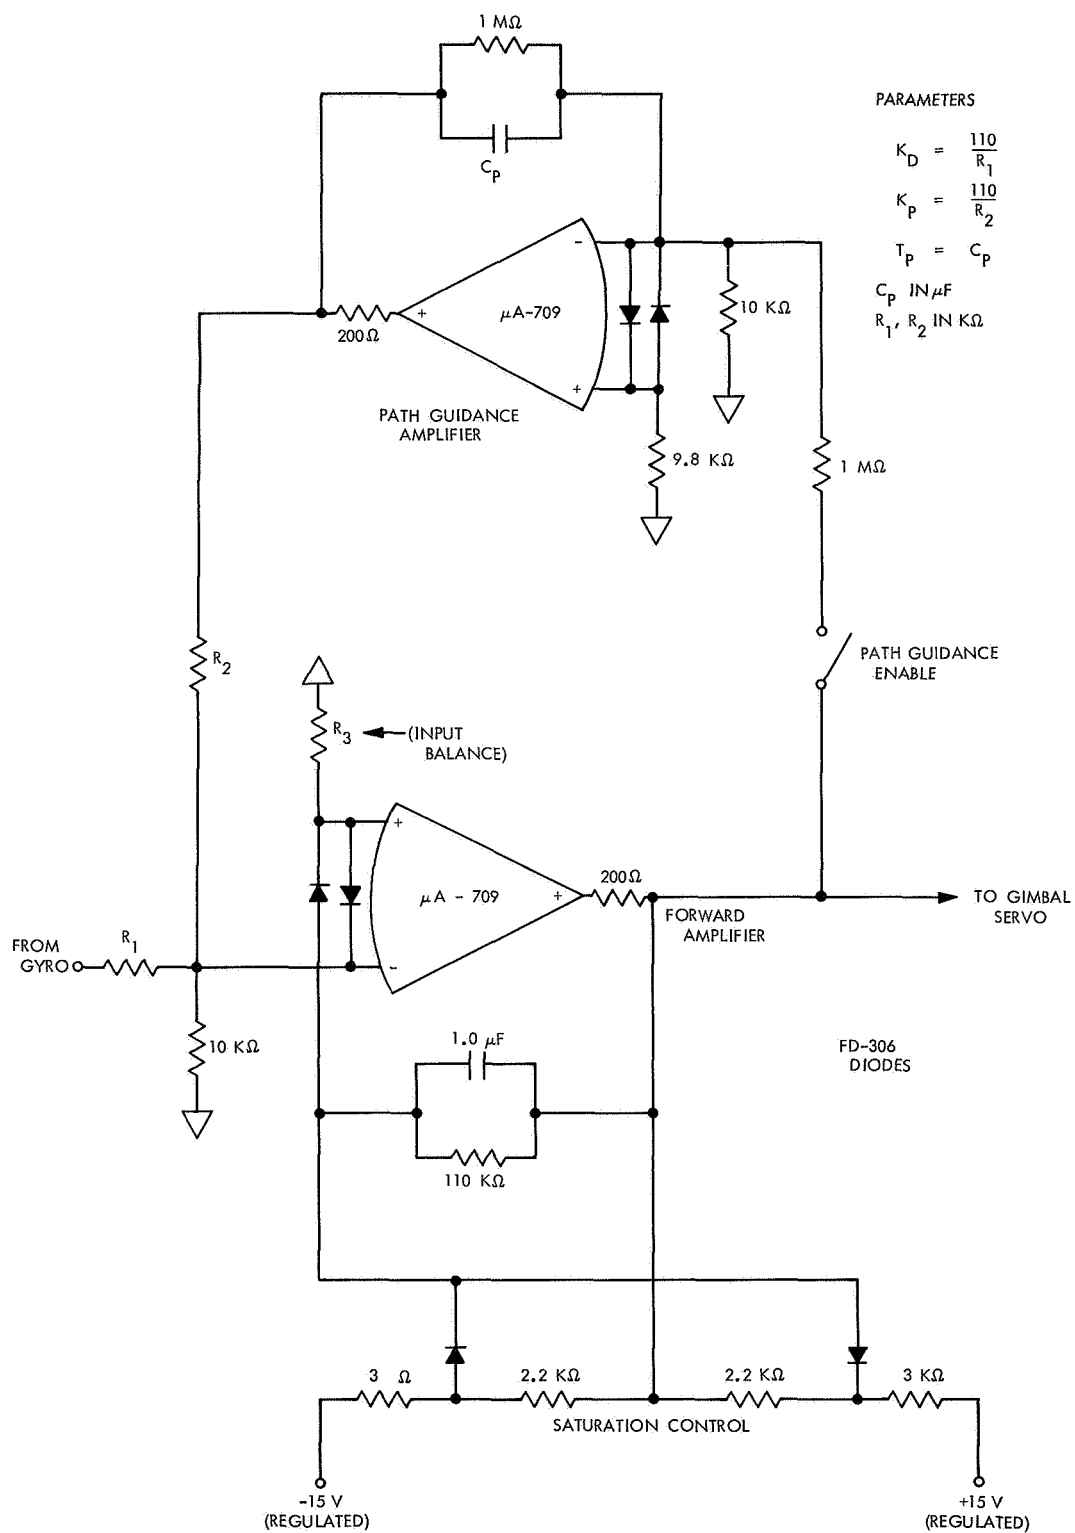 1 MΩ
C_P
PARAMETERS
K_D = 110/R_1
K_P = 110/R_2
T_P = C_P
C_P IN μF
R_1, R_2 IN KΩ
-
μA-709
+
+
200Ω
10 KΩ
PATH GUIDANCE
AMPLIFIER
9.8 KΩ
1 MΩ
R_2
PATH GUIDANCE
ENABLE
R_3
(INPUT
BALANCE)
+
μA - 709
+
-
200Ω
TO GIMBAL
SERVO
FORWARD
AMPLIFIER
FROM
GYRO
R_1
10 KΩ
1.0 μF
110 KΩ
FD-306
DIODES
3 Ω
2.2 KΩ
2.2 KΩ
3 KΩ
SATURATION CONTROL
-15 V
(REGULATED)
+15 V
(REGULATED)